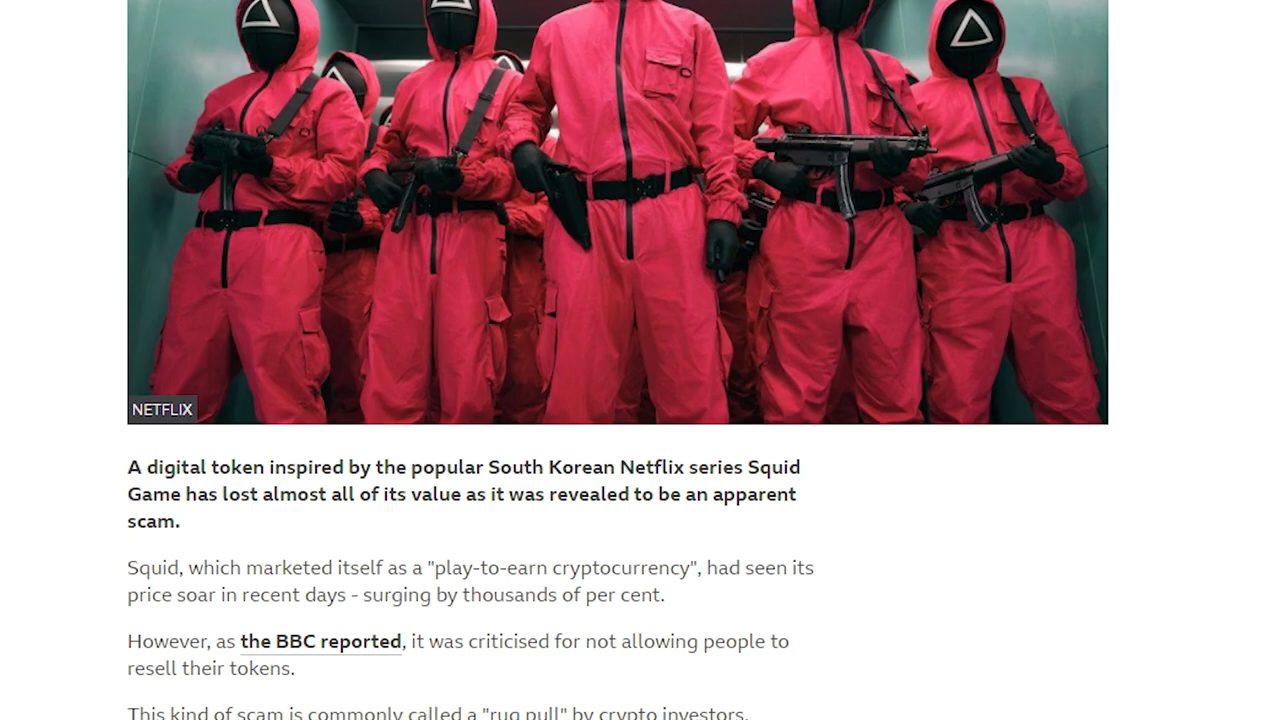 NETFLIX
A digital token inspired by the popular South Korean Netflix series Squid
Game has lost almost all of its value as it was revealed to be an apparent
scam.
Squid, which marketed itself as a "play-to-earn cryptocurrency", had seen its
price soar in recent days - surging by thousands of per cent.
However, as the BBC reported, it was criticised for not allowing people to
resell their tokens.
This kind of scam is commonly called a "rug pull" by crypto investors.